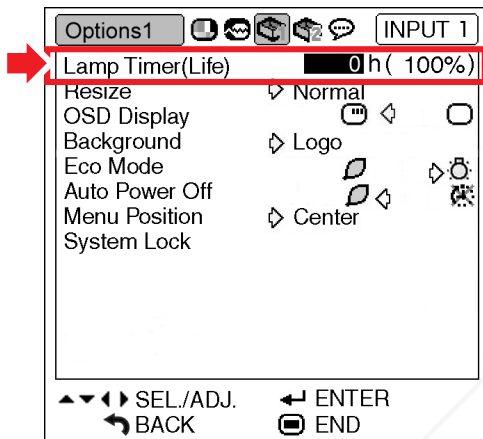 Options1 INPUT 1
Lamp Timer(Life) 0 h ( 100%)
Resize Normal
OSD Display
Background Logo
Eco Mode
Auto Power Off
Menu Position Center
System Lock
SEL./ADJ. ENTER
BACK END